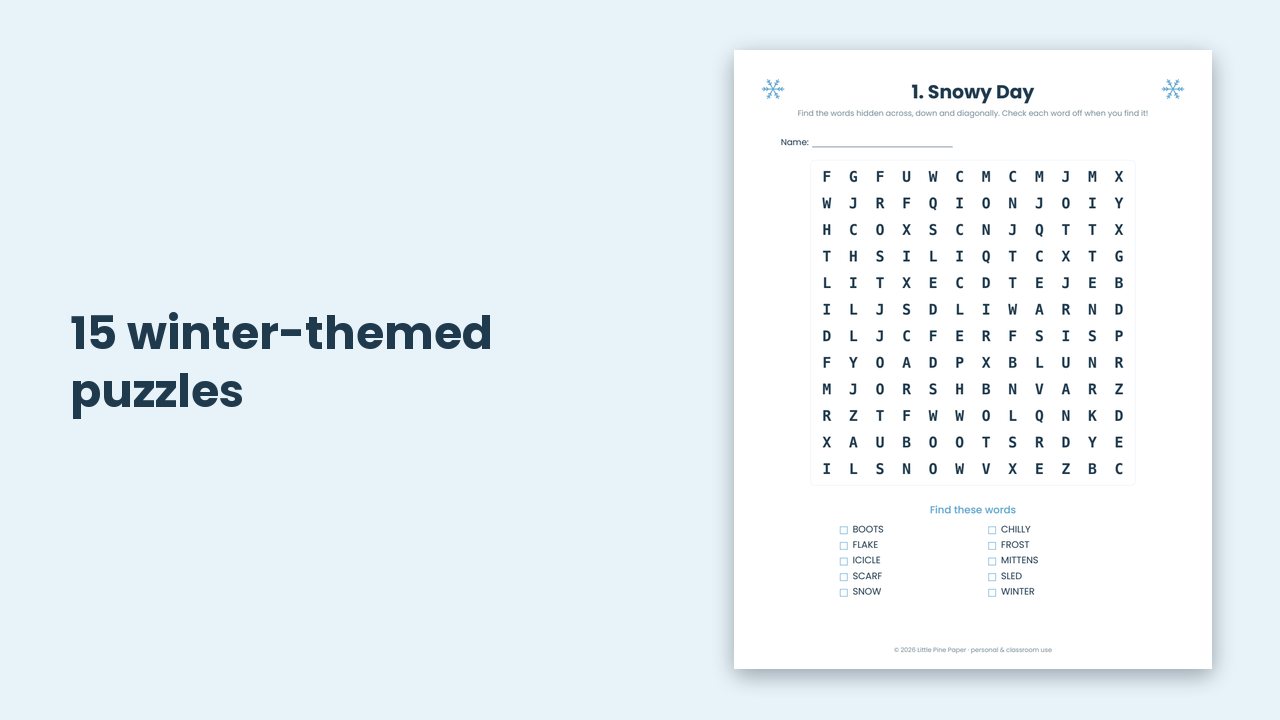 15 winter-themed
puzzles
1. Snowy Day
Find the words hidden across, down and diagonally. Check each word off when you find it!
Name:
F G F U W C M C M J M X
W J R F Q I O N J O I Y
H C O X S C N J Q T T X
T H S I L I Q T C X T G
L I T X E C D T E J E B
I L J S D L I W A R N D
D L J C F E R F S I S P
F Y O A D P X B L U N R
M J O R S H B N V A R Z
R Z T F W W O L Q N K D
X A U B O O T S R D Y E
I L S N O W V X E Z B C
Find these words
BOOTS CHILLY
FLAKE FROST
ICICLE MITTENS
SCARF SLED
SNOW WINTER
© 2026 Little Pine Paper · personal & classroom use